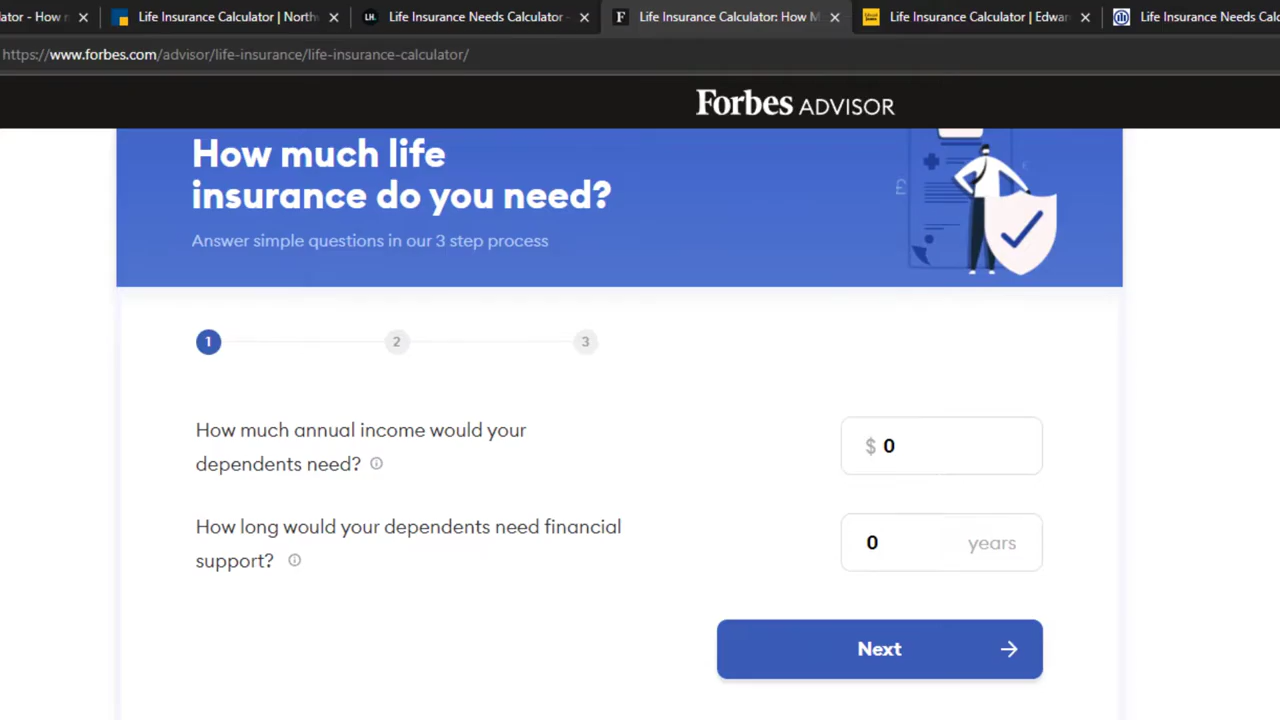 ator - How r
Life Insurance Calculator | North
LH.
Life Insurance Needs Calculator -
F
Life Insurance Calculator: How M
Life Insurance Calculator | Edwar
Life Insurance Needs Calc
https://www.forbes.com/advisor/life-insurance/life-insurance-calculator/
Forbes ADVISOR
How much life
insurance do you need?
Answer simple questions in our 3 step process
£
£
1
2
3
How much annual income would your
dependents need?
$ 0
How long would your dependents need financial
support?
0 years
Next